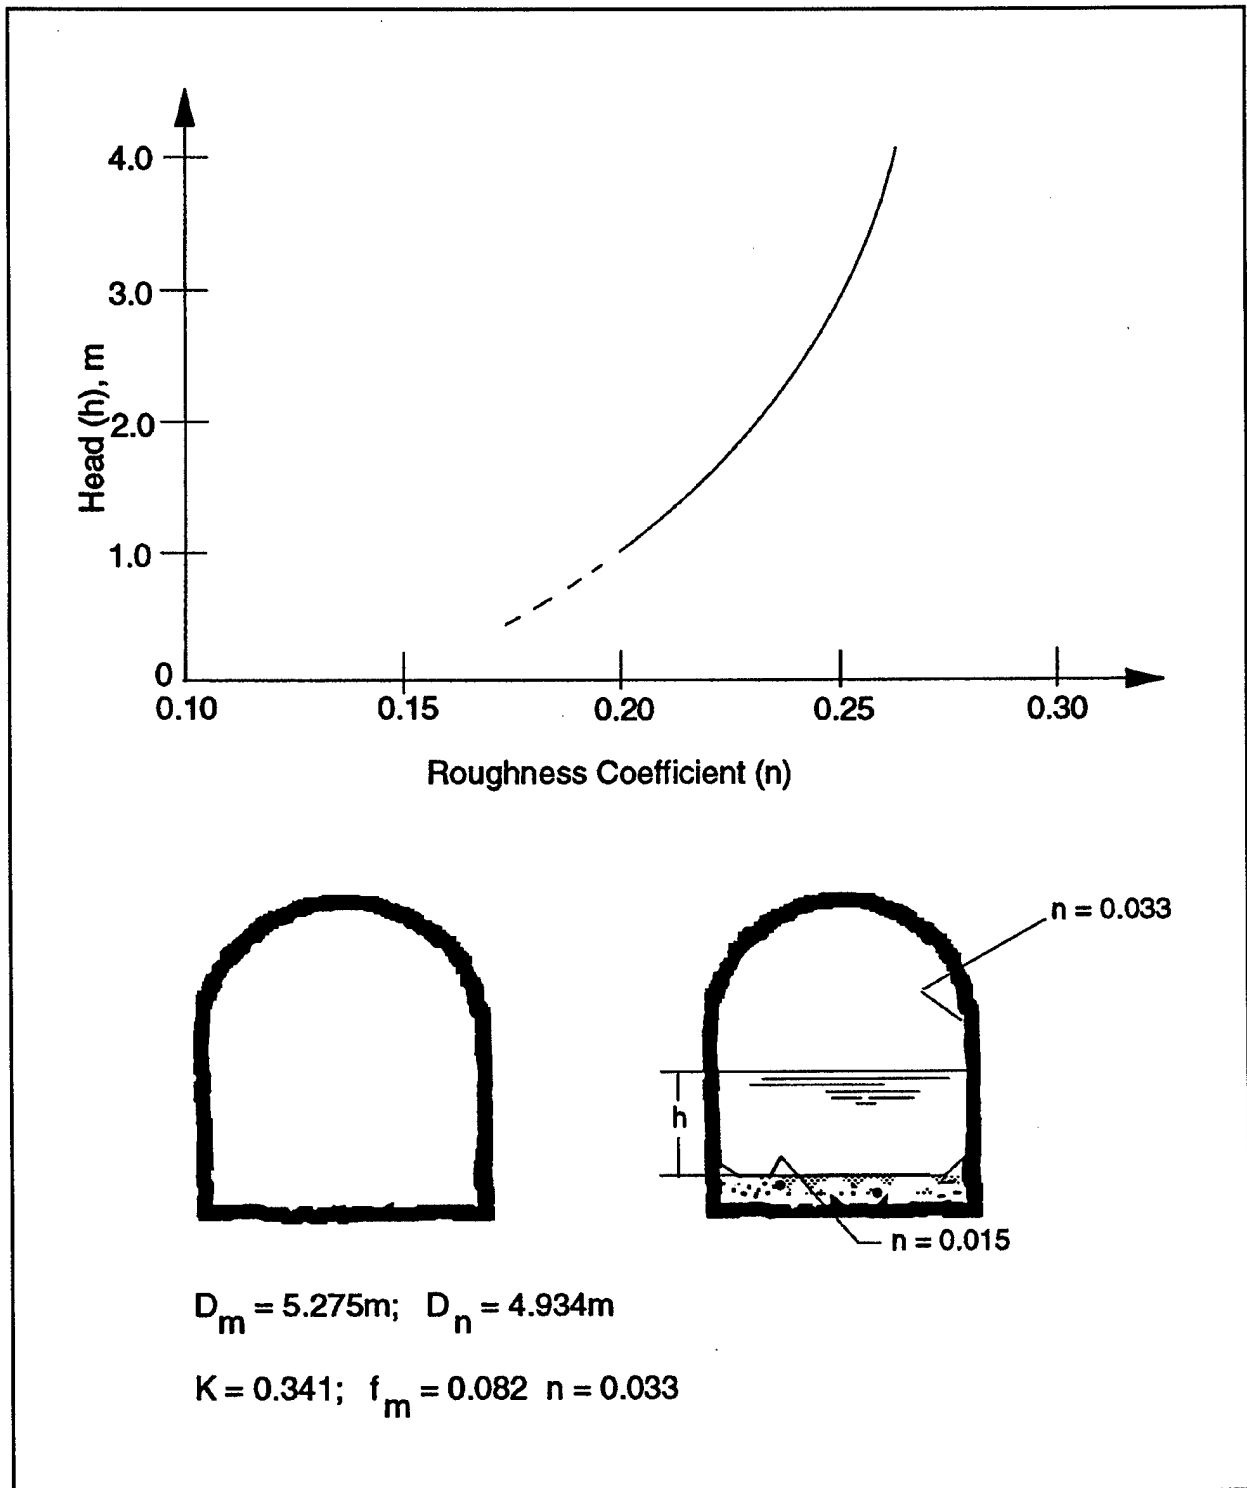 4.0
3.0
Head (h), m
2.0
1.0
0
0.10 0.15 0.20 0.25 0.30
Roughness Coefficient (n)
n = 0.033
h
n = 0.015
Dm = 5.275m; Dn = 4.934m
K = 0.341; fm = 0.082 n = 0.033